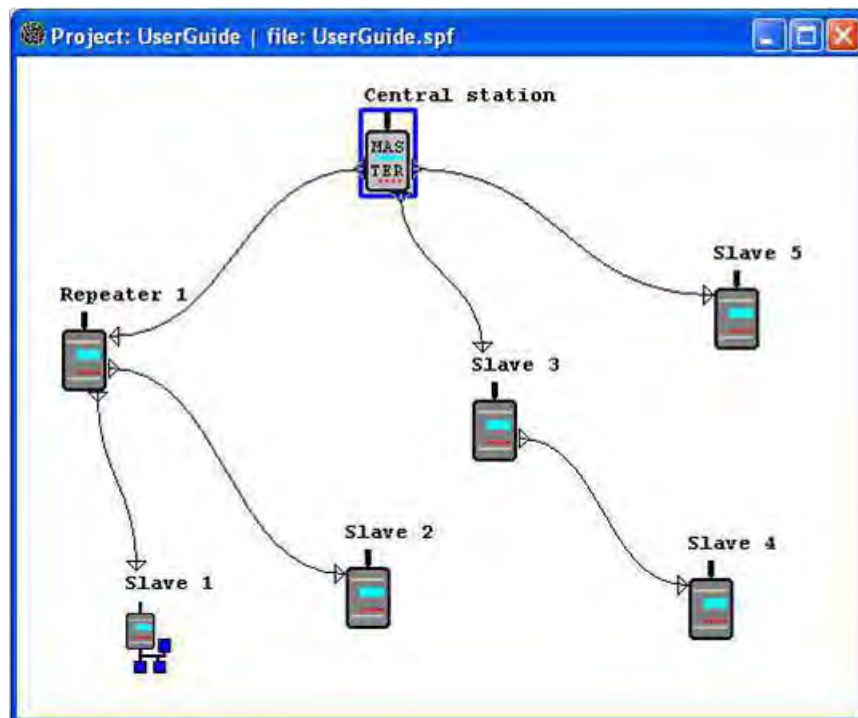 Project: UserGuide | file: UserGuide.spf
Central station
MAS
TER
Slave 5
Repeater 1
Slave 3
Slave 2
Slave 4
Slave 1